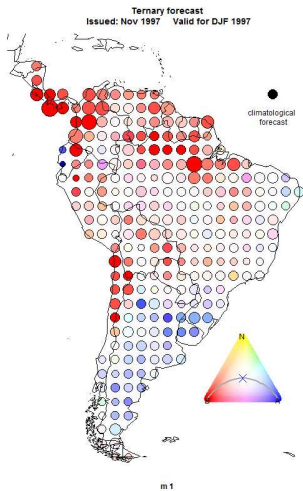 Ternary forecast
Issued: Nov 1997 Valid for DJF 1997
climatological
forecast
N
B
A
m 1